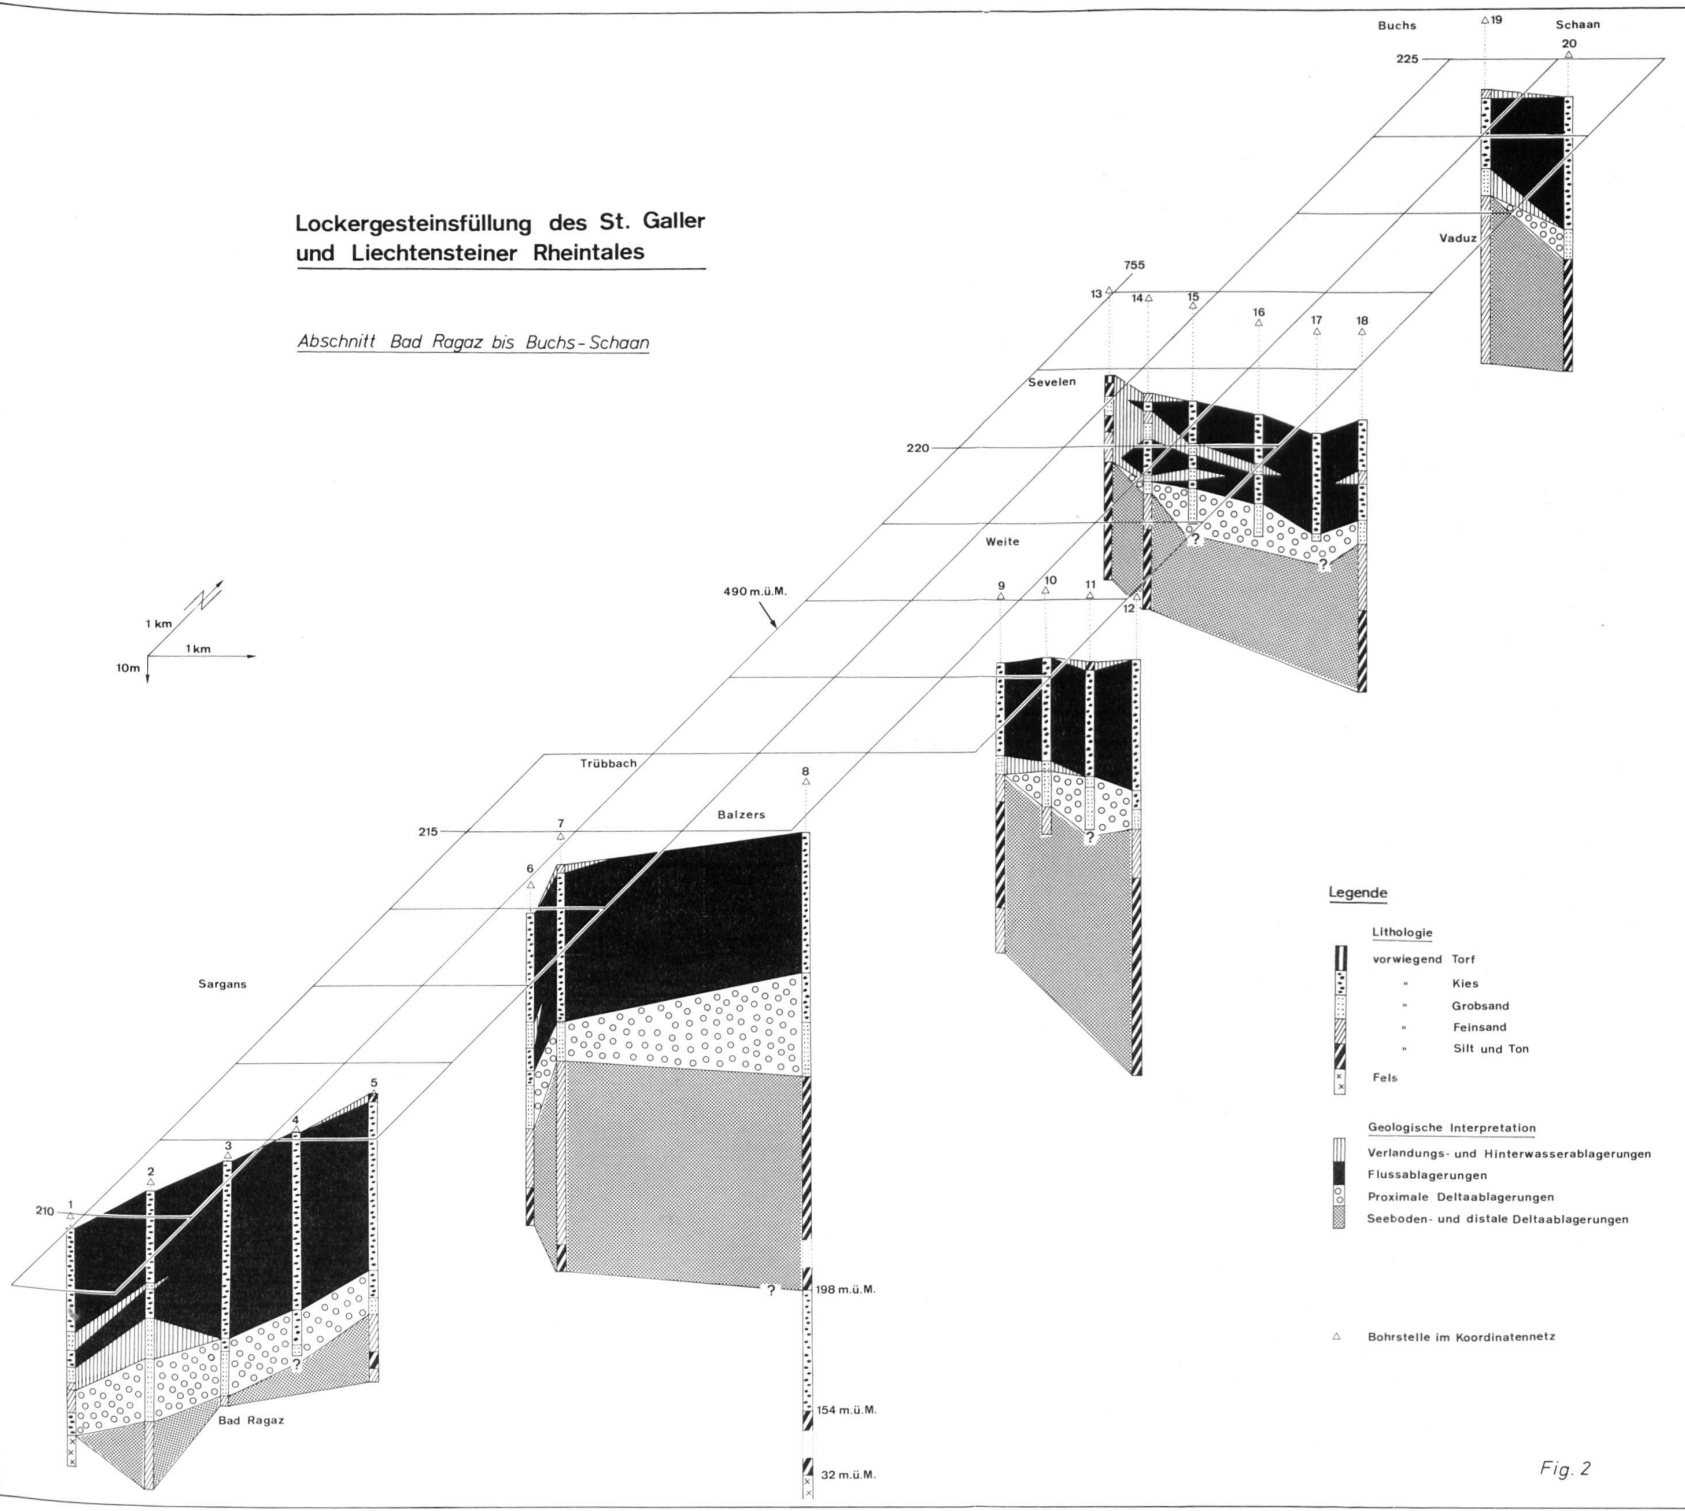 Buchs
19
Schaan
20
225
Lockergesteinsfüllung des St. Galler
und Liechtensteiner Rheintales
Vaduz
755
13
14
15
16
17
18
Abschnitt Bad Ragaz bis Buchs-Schaan
Sevelen
220
?
Weite
?
490 m.ü.M.
9
10
11
12
1 km
1 km
10m
Trübbach
8
Balzers
215
7
?
6
Legende
Lithologie
vorwiegend Torf
" Kies
" Grobsand
" Feinsand
" Silt und Ton
Fels
Sargans
5
4
3
2
1
210
Geologische Interpretation
Verlandungs- und Hinterwasserablagerungen
Flussablagerungen
Proximale Deltaablagerungen
Seeboden- und distale Deltaablagerungen
?
198 m.ü.M.
Bohrstelle im Koordinatennetz
?
154 m.ü.M.
Bad Ragaz
32 m.ü.M.
Fig. 2